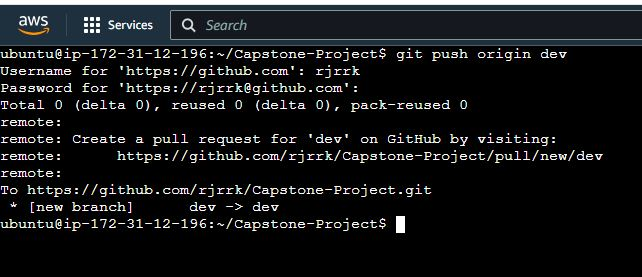 aws
Services
Search
ubuntu@ip-172-31-12-196:~/Capstone-Project$ git push origin dev
Username for 'https://github.com': rjrrk
Password for 'https://rjrrk@github.com':
Total 0 (delta 0), reused 0 (delta 0), pack-reused 0
remote:
remote: Create a pull request for 'dev' on GitHub by visiting:
remote:      https://github.com/rjrrk/Capstone-Project/pull/new/dev
remote:
To https://github.com/rjrrk/Capstone-Project.git
 * [new branch]      dev -> dev
ubuntu@ip-172-31-12-196:~/Capstone-Project$